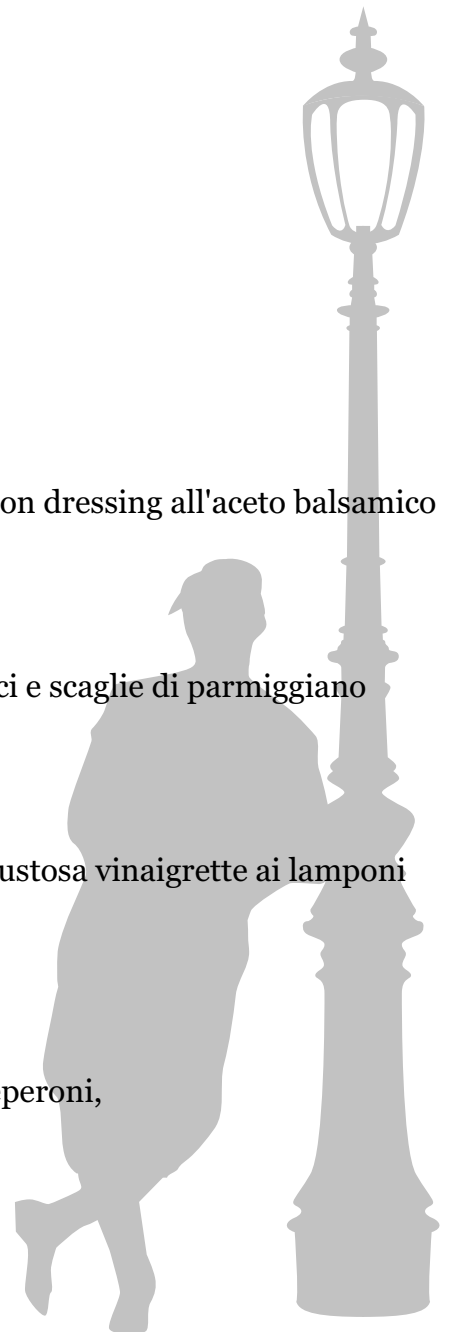 on dressing all'aceto balsamico
ci e scaglie di parmiggiano
ustosa vinaigrette ai lamponi
peroni,